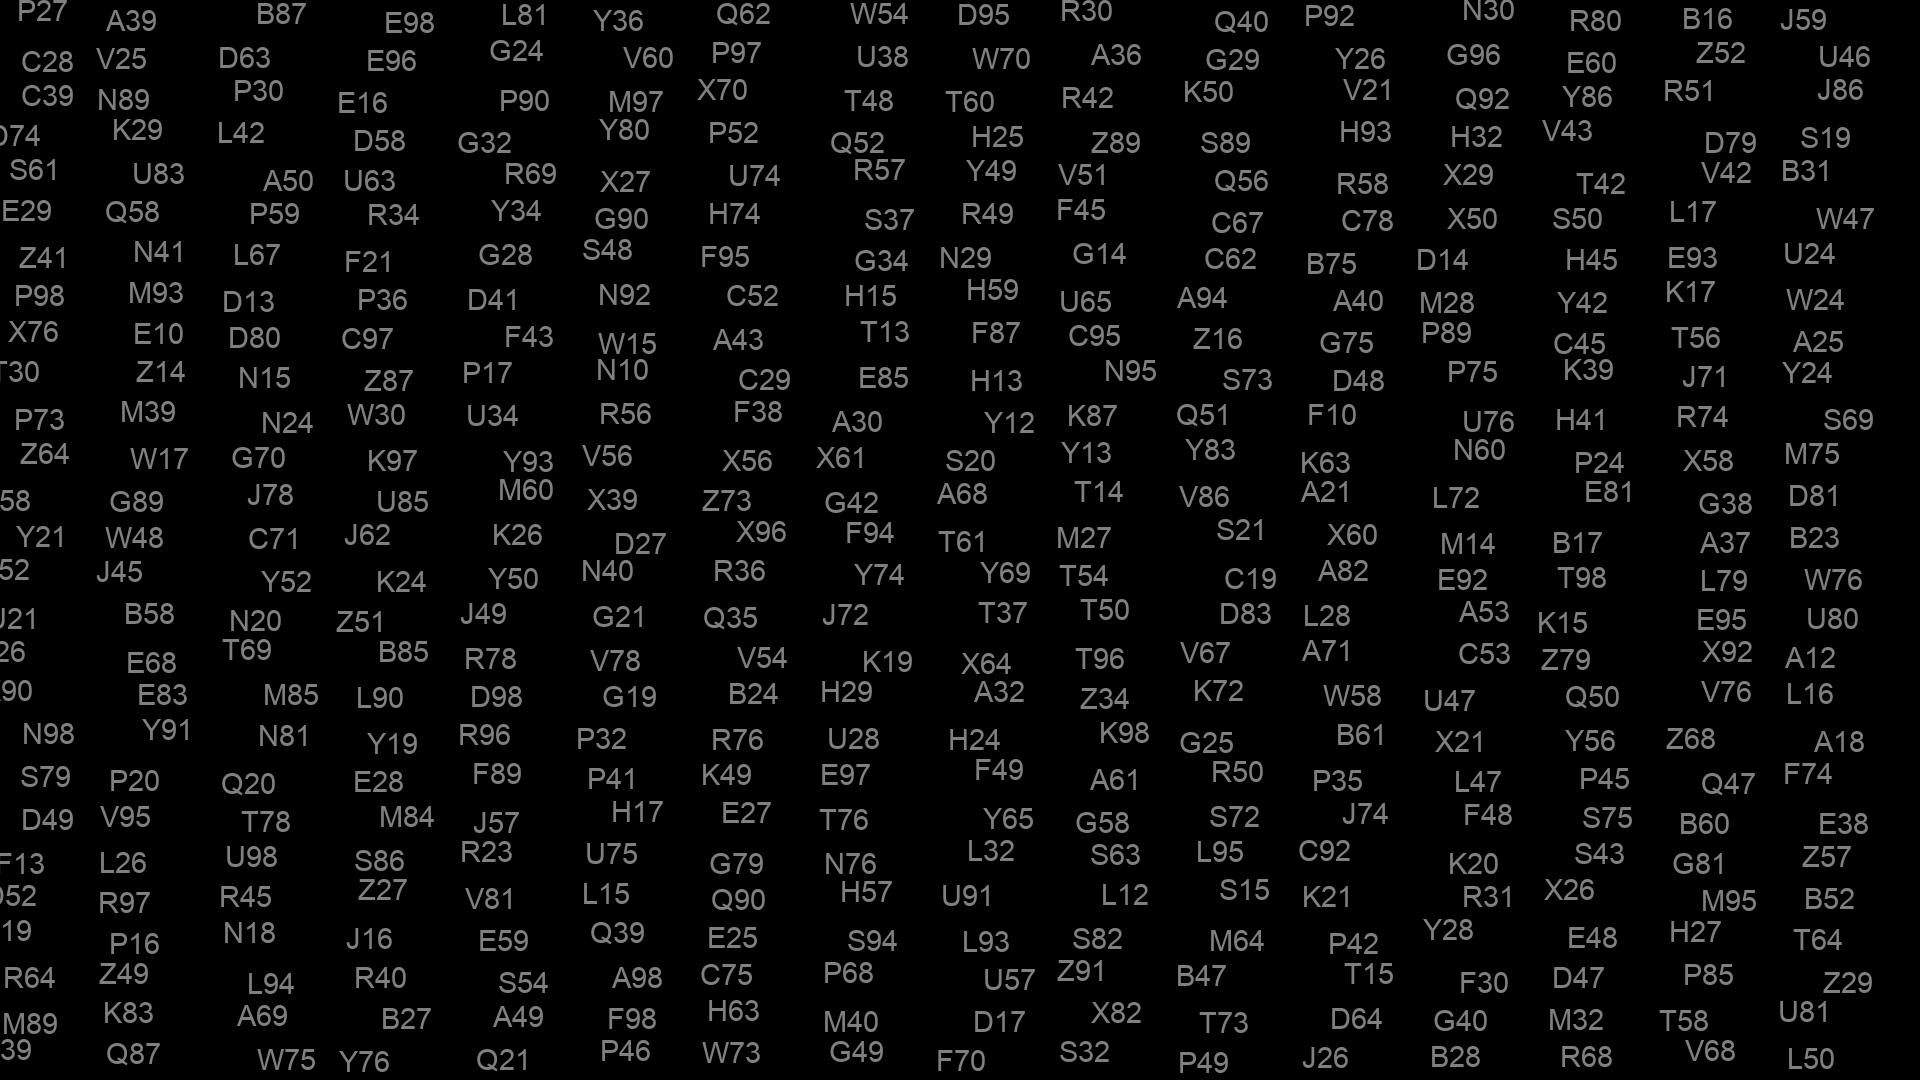 P27 A39 B87 E98 L81 Y36 Q62 W54 D95 R30 Q40 P92 N30 R80 B16 J59
C28 V25 D63 E96 G24 V60 P97 U38 W70 A36 G29 Y26 G96 E60 Z52 U46
C39 N89 P30 E16 P90 M97 X70 T48 T60 R42 K50 V21 Q92 Y86 R51 J86
K29 L42 D58 G32 Y80 P52 Q52 H25 Z89 S89 H93 H32 V43 D79 S19
S61 U83 A50 U63 R69 X27 U74 R57 Y49 V51 Q56 R58 X29 T42 V42 B31
E29 Q58 P59 R34 Y34 G90 H74 S37 R49 F45 C67 C78 X50 S50 L17 W47
Z41 N41 L67 F21 G28 S48 F95 G34 N29 G14 C62 B75 D14 H45 E93 U24
P98 M93 D13 P36 D41 N92 C52 H15 H59 U65 A94 A40 M28 Y42 K17 W24
X76 E10 D80 C97 F43 W15 A43 T13 F87 C95 Z16 G75 P89 C45 T56 A25
T30 Z14 N15 Z87 P17 N10 C29 E85 H13 N95 S73 D48 P75 K39 J71 Y24
P73 M39 N24 W30 U34 R56 F38 A30 Y12 K87 Q51 F10 U76 H41 R74 S69
Z64 W17 G70 K97 Y93 V56 X56 X61 S20 Y13 Y83 K63 N60 P24 X58 M75
58 G89 J78 U85 M60 X39 Z73 G42 A68 T14 V86 A21 L72 E81 G38 D81
Y21 W48 C71 J62 K26 D27 X96 F94 T61 M27 S21 X60 M14 B17 A37 B23
52 J45 Y52 K24 Y50 N40 R36 Y74 Y69 T54 C19 A82 E92 T98 L79 W76
B58 N20 Z51 J49 G21 Q35 J72 T37 T50 D83 L28 A53 K15 E95 U80
26 E68 T69 B85 R78 V78 V54 K19 X64 T96 V67 A71 C53 Z79 X92 A12
90 E83 M85 L90 D98 G19 B24 H29 A32 Z34 K72 W58 U47 Q50 V76 L16
N98 Y91 N81 Y19 R96 P32 R76 U28 H24 K98 G25 B61 X21 Y56 Z68 A18
S79 P20 Q20 E28 F89 P41 K49 E97 F49 A61 R50 P35 L47 P45 Q47 F74
D49 V95 T78 M84 J57 H17 E27 T76 Y65 G58 S72 J74 F48 S75 B60 E38
F13 L26 U98 S86 R23 U75 G79 N76 L32 S63 L95 C92 K20 S43 G81 Z57
R97 R45 Z27 V81 L15 Q90 H57 U91 L12 S15 K21 R31 X26 M95 B52
19 P16 N18 J16 E59 Q39 E25 S94 L93 S82 M64 P42 Y28 E48 H27 T64
R64 Z49 L94 R40 S54 A98 C75 P68 U57 Z91 B47 T15 F30 D47 P85 Z29
M89 K83 A69 B27 A49 F98 H63 M40 D17 X82 T73 D64 G40 M32 T58 U81
39 Q87 W75 Y76 Q21 P46 W73 G49 F70 S32 P49 J26 B28 R68 V68 L50